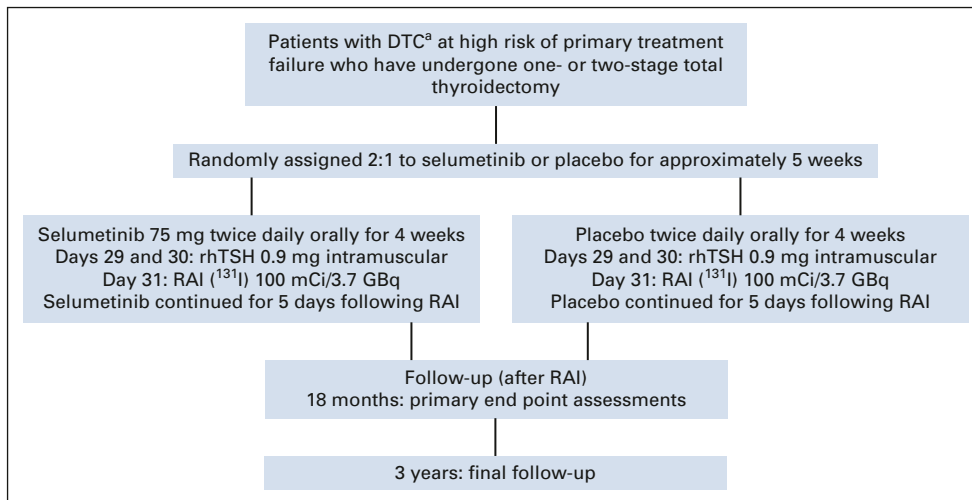 Patients with DTCᵃ at high risk of primary treatment
failure who have undergone one- or two-stage total
thyroidectomy
Randomly assigned 2:1 to selumetinib or placebo for approximately 5 weeks
Selumetinib 75 mg twice daily orally for 4 weeks
Days 29 and 30: rhTSH 0.9 mg intramuscular
Day 31: RAI (¹³¹I) 100 mCi/3.7 GBq
Selumetinib continued for 5 days following RAI
Placebo twice daily orally for 4 weeks
Days 29 and 30: rhTSH 0.9 mg intramuscular
Day 31: RAI (¹³¹I) 100 mCi/3.7 GBq
Placebo continued for 5 days following RAI
Follow-up (after RAI)
18 months: primary end point assessments
3 years: final follow-up